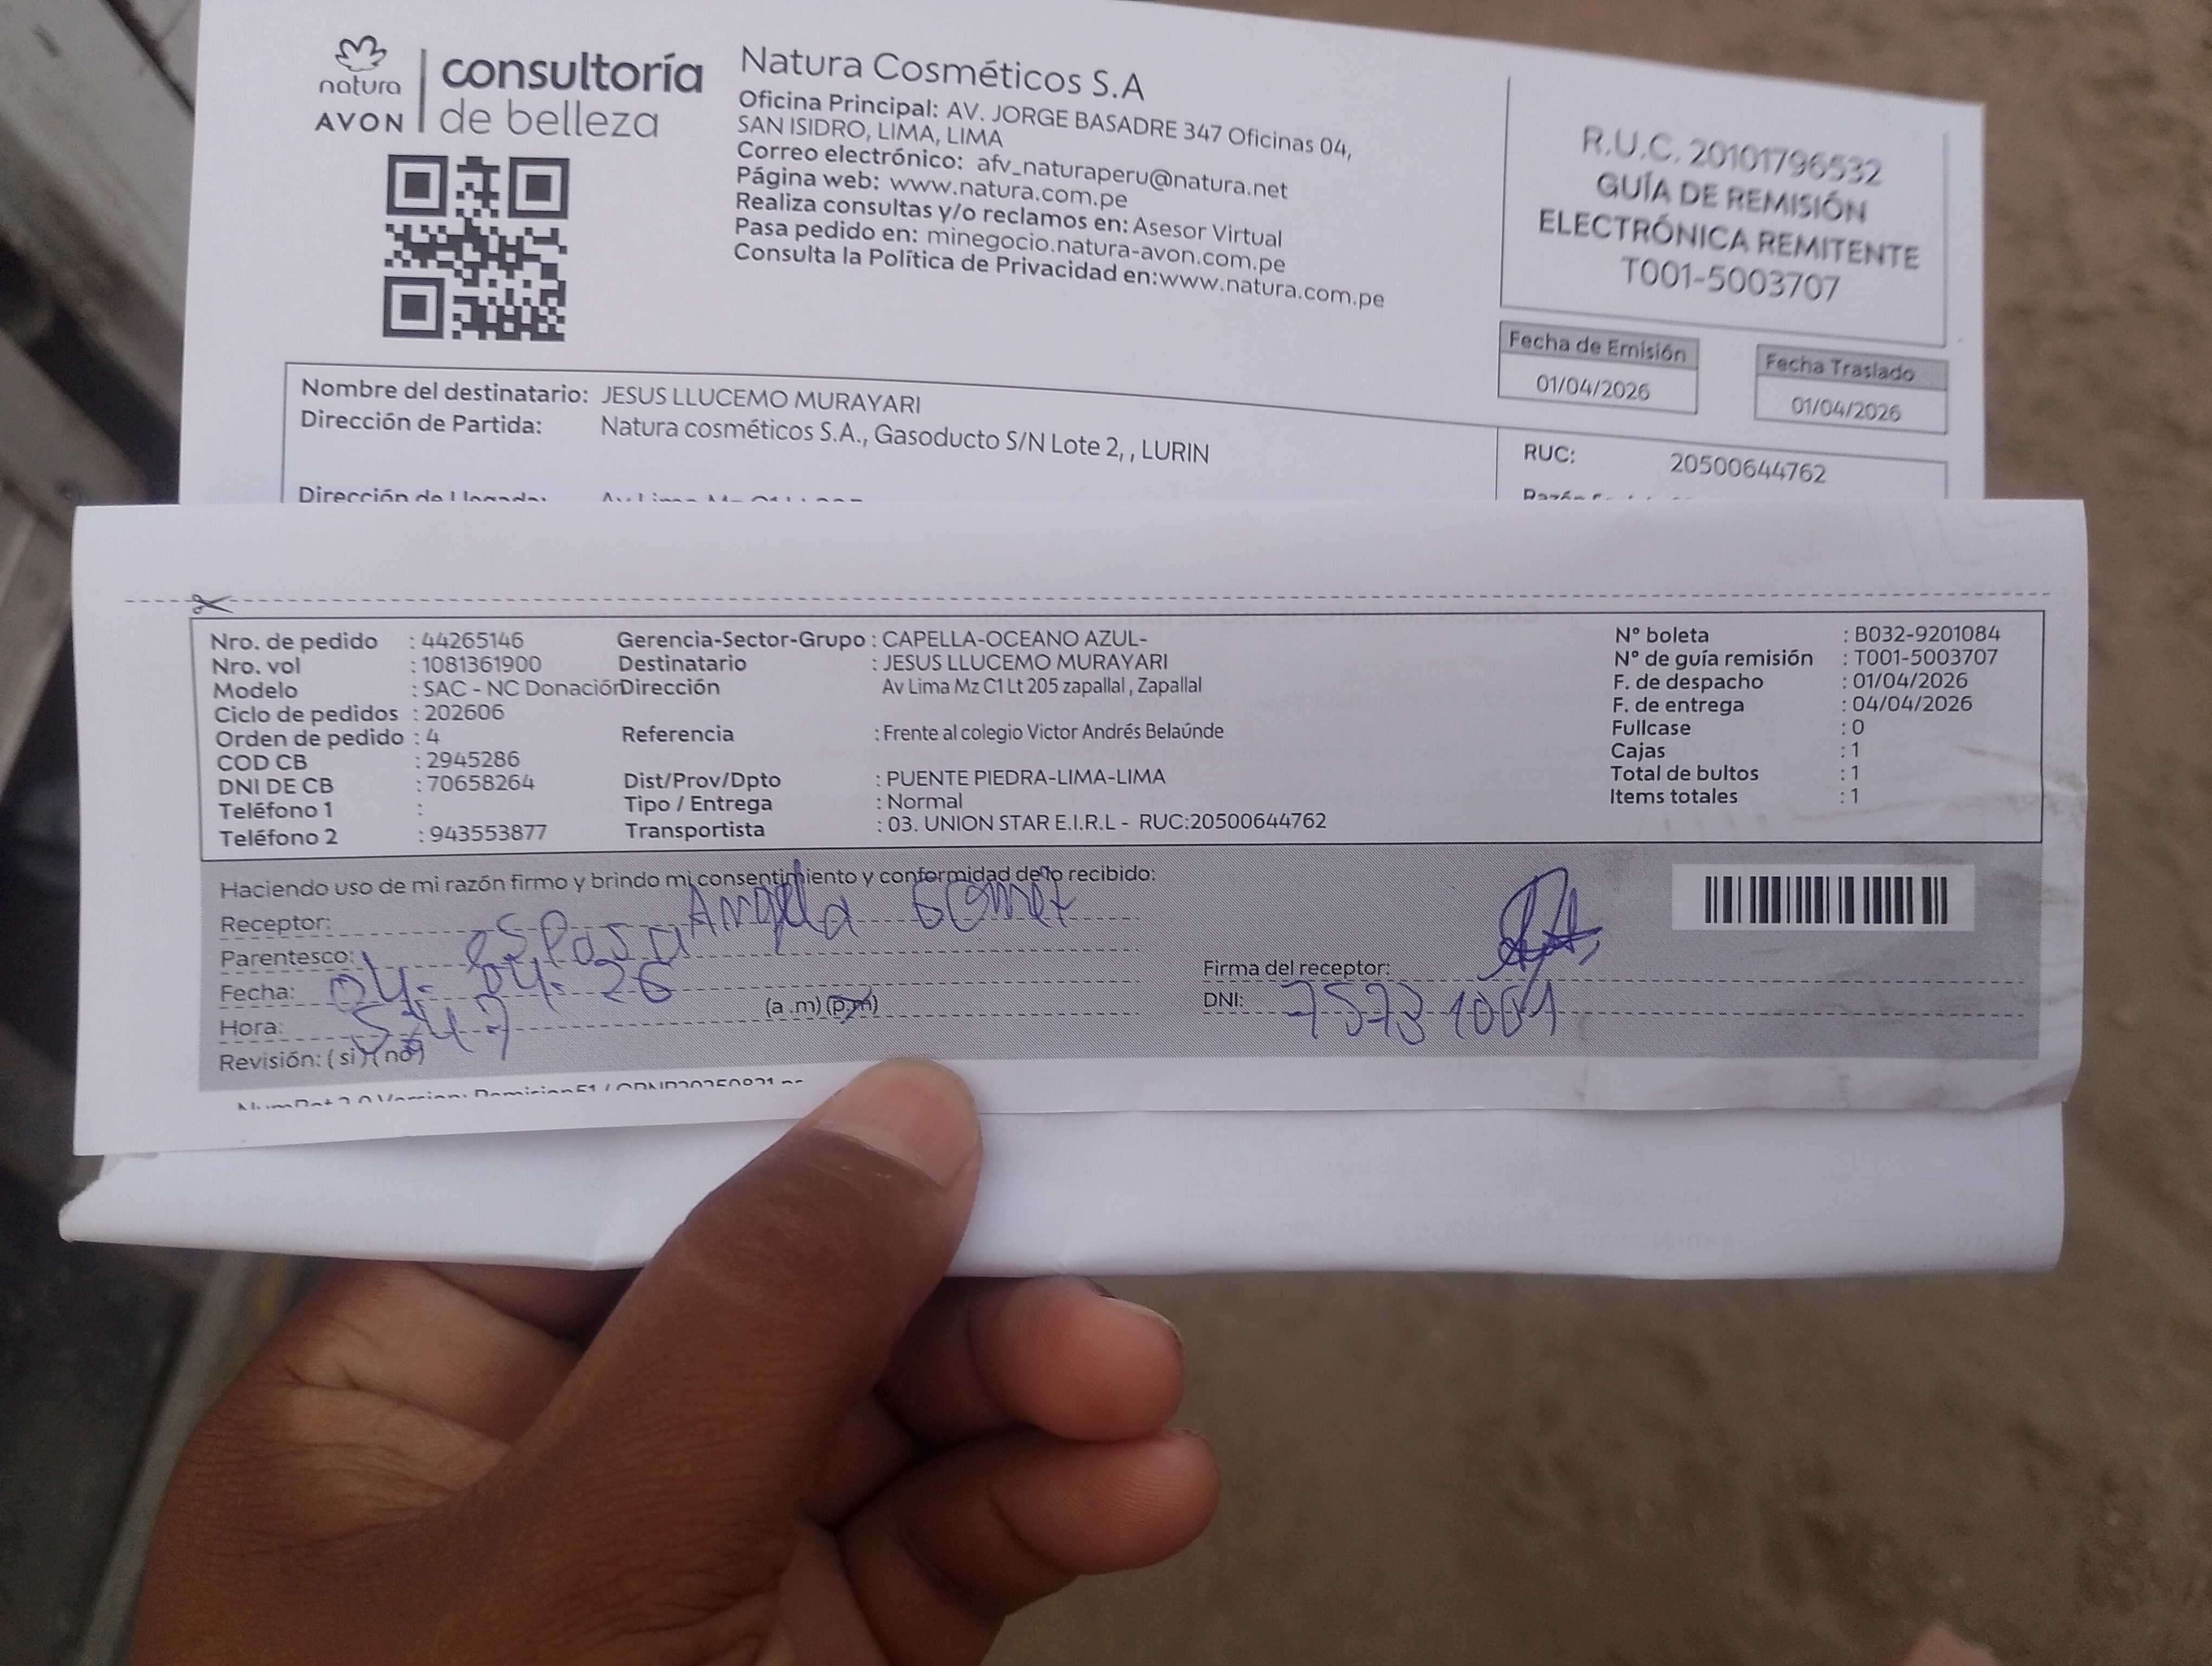 natura
AVON
consultoría
de belleza
Natura Cosméticos S.A
Oficina Principal: AV. JORGE BASADRE 347 Oficinas 04,
SAN ISIDRO, LIMA, LIMA
Correo electrónico: afv_naturaperu@natura.net
Página web: www.natura.com.pe
Realiza consultas y/o reclamos en: Asesor Virtual
Pasa pedido en: minegocio.natura-avon.com.pe
Consulta la Política de Privacidad en:www.natura.com.pe
R.U.C. 20101796532
GUÍA DE REMISIÓN
ELECTRÓNICA REMITENTE
T001-5003707
Fecha de Emisión
01/04/2026
Fecha Traslado
01/04/2026
Nombre del destinatario: JESUS LLUCEMO MURAYARI
Dirección de Partida: Natura cosméticos S.A., Gasoducto S/N Lote 2, , LURIN
RUC: 20500644762
Dirección de Llegada:
Nro. de pedido : 44265146
Nro. vol : 1081361900
Modelo : SAC - NC Donación
Ciclo de pedidos : 202606
Orden de pedido : 4
COD CB : 2945286
DNI DE CB : 70658264
Teléfono 1 :
Teléfono 2 : 943553877
Gerencia-Sector-Grupo : CAPELLA-OCEANO AZUL-
Destinatario : JESUS LLUCEMO MURAYARI
Dirección Av Lima Mz C1 Lt 205 zapallal , Zapallal
Referencia : Frente al colegio Victor Andrés Belaúnde
Dist/Prov/Dpto : PUENTE PIEDRA-LIMA-LIMA
Tipo / Entrega : Normal
Transportista : 03. UNION STAR E.I.R.L - RUC:20500644762
N° boleta : B032-9201084
N° de guía remisión : T001-5003707
F. de despacho : 01/04/2026
F. de entrega : 04/04/2026
Fullcase : 0
Cajas : 1
Total de bultos : 1
Items totales : 1
Haciendo uso de mi razón firmo y brindo mi consentimiento y conformidad de lo recibido:
Receptor: Angela Gomez
Parentesco: esposa
Fecha: 04-04-26
Hora: 5:47 (a .m) (p.m)
Revisión: ( si ) ( no )
Firma del receptor:
DNI: